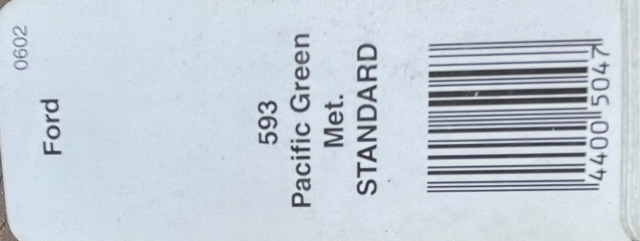 0602
Ford
593
Pacific Green
Met.
STANDARD
4400 5047